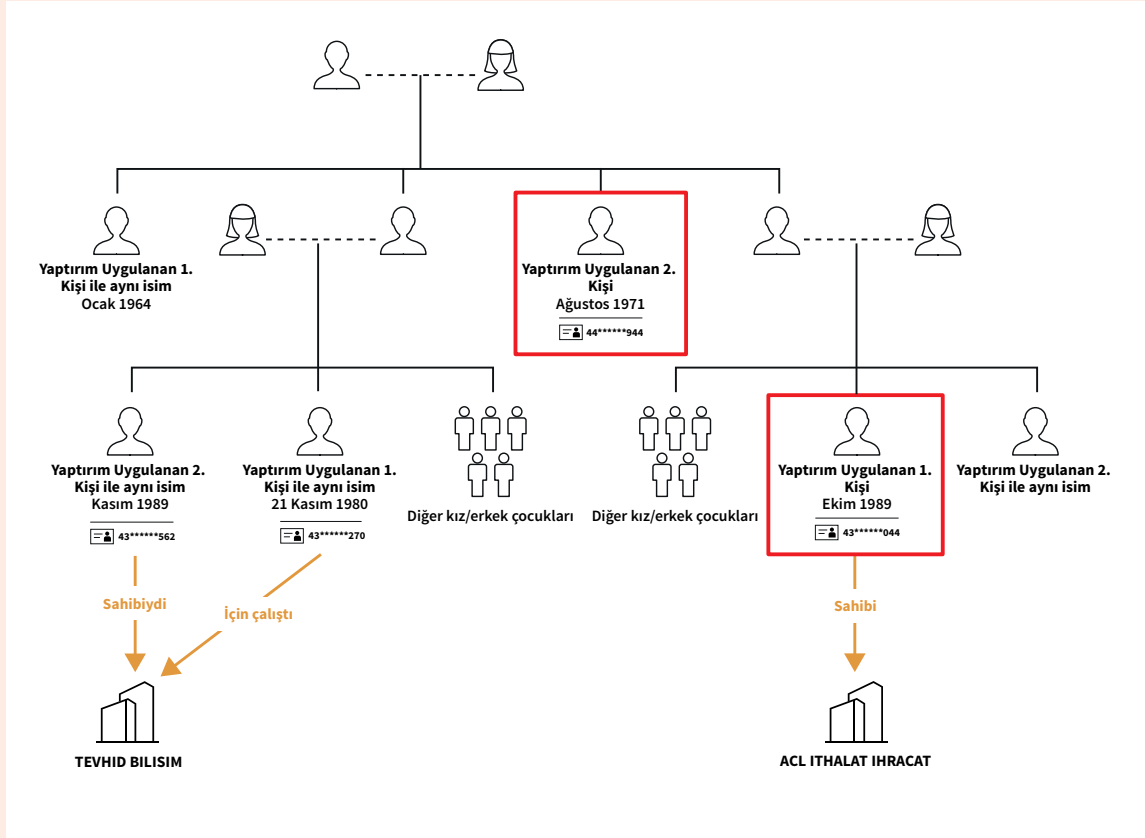 Yaptırım Uygulanan 1.
Kişi ile aynı isim
Ocak 1964
Yaptırım Uygulanan 2.
Kişi
Ağustos 1971
44******944
Yaptırım Uygulanan 2.
Kişi ile aynı isim
Kasım 1989
43******562
Yaptırım Uygulanan 1.
Kişi ile aynı isim
21 Kasım 1980
43******270
Diğer kız/erkek çocukları
Diğer kız/erkek çocukları
Yaptırım Uygulanan 1.
Kişi
Ekim 1989
43******044
Yaptırım Uygulanan 2.
Kişi ile aynı isim
Sahibiydi
İçin çalıştı
Sahibi
TEVHID BILISIM
ACL ITHALAT IHRACAT